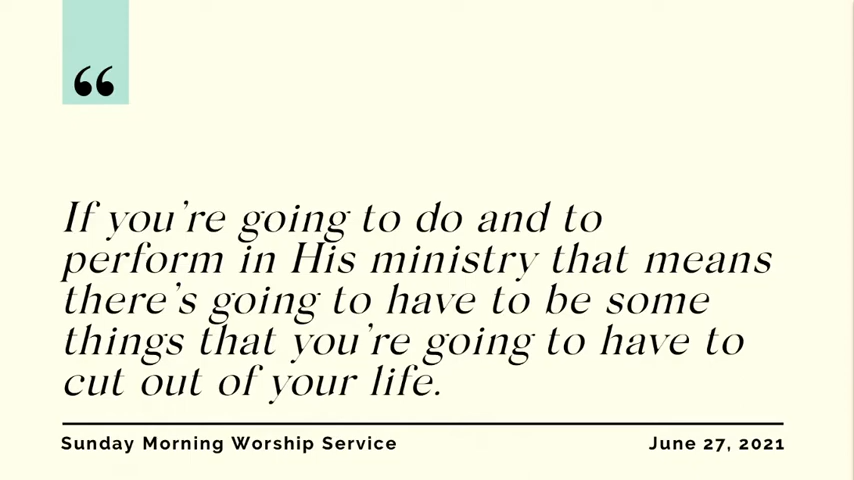 “
If you’re going to do and to
perform in His ministry that means
there’s going to have to be some
things that you’re going to have to
cut out of your life.
Sunday Morning Worship Service
June 27, 2021